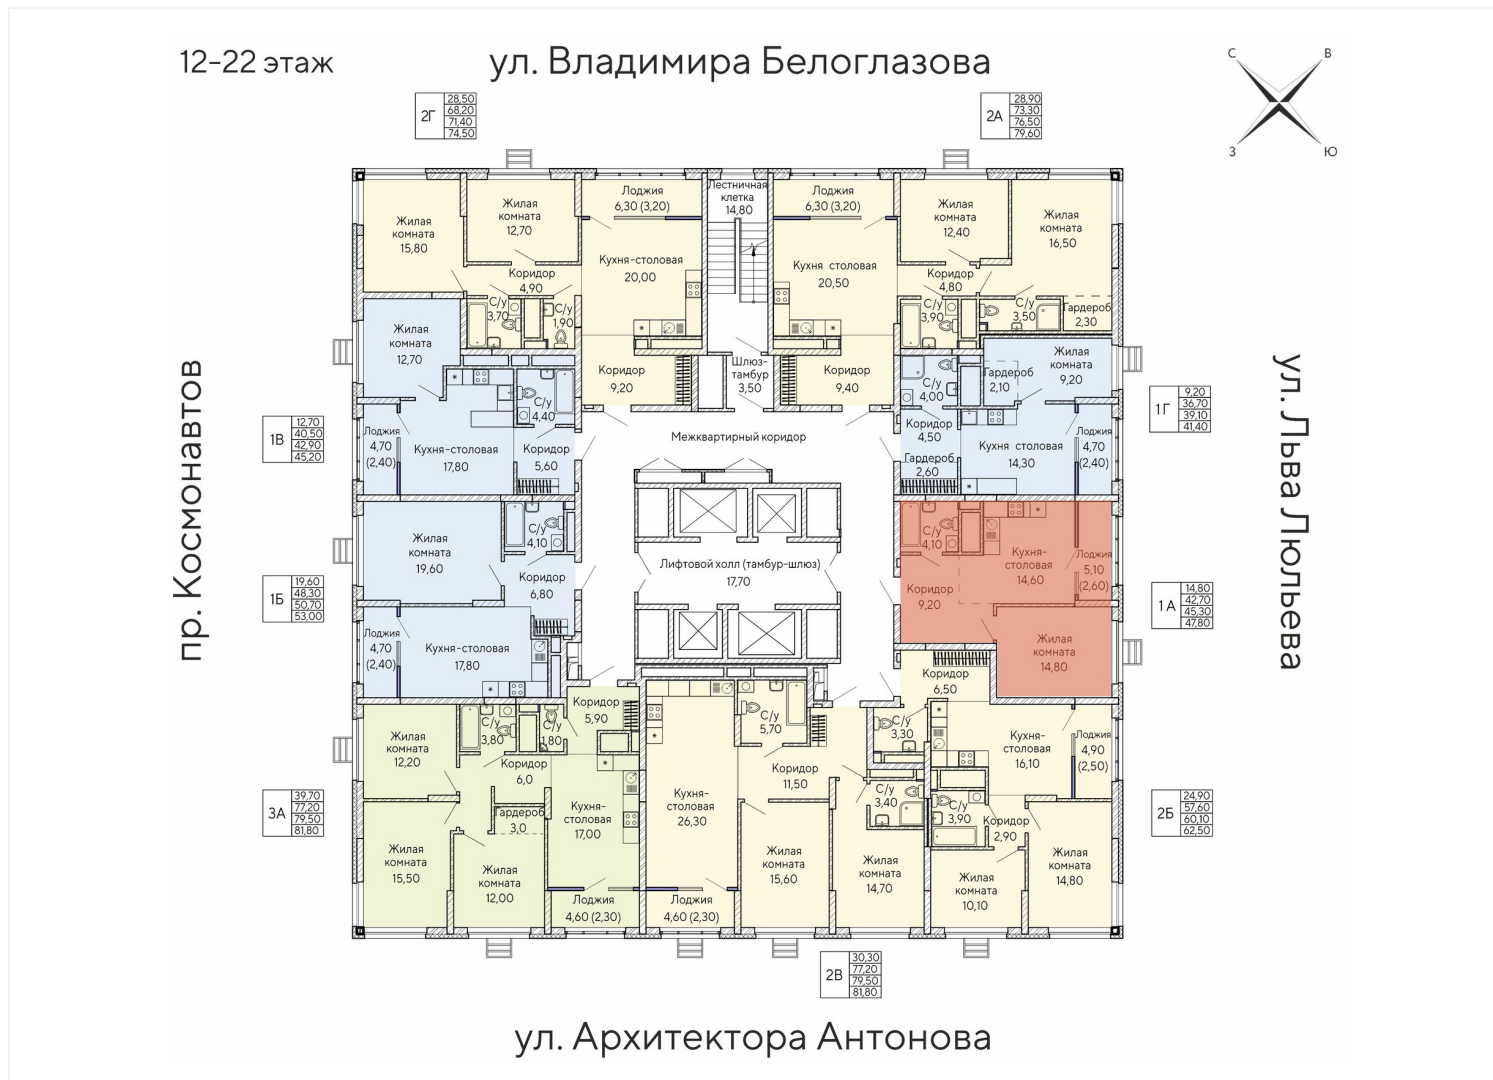 12-22 этаж
ул. Владимира Белоглазова
С
В
З
Ю
2Г
28,50
68,20
71,40
74,50
2А
28,90
73,30
76,50
79,60
Жилая
комната
15,80
Жилая
комната
12,70
Лоджия
6,30 (3,20)
Лестничная
клетка
14,80
Лоджия
6,30 (3,20)
Жилая
комната
12,40
Жилая
комната
16,50
Коридор
4,90
Кухня-столовая
20,00
Кухня столовая
20,50
Коридор
4,80
С/у
3,70
С/у
1,90
С/у
3,90
С/у
3,50
Гардероб
2,30
Жилая
комната
12,70
Коридор
9,20
Шлюз-
тамбур
3,50
Коридор
9,40
С/у
4,00
Гардероб
2,10
Жилая
комната
9,20
пр. Космонавтов
ул. Льва Люльева
1В
12,70
40,50
42,90
45,20
Лоджия
4,70
(2,40)
Кухня-столовая
17,80
С/у
4,40
Коридор
5,60
Межквартирный коридор
Коридор
4,50
Гардероб
2,60
Кухня столовая
14,30
Лоджия
4,70
(2,40)
1Г
9,20
36,70
39,10
41,40
Жилая
комната
19,60
С/у
4,10
Коридор
6,80
Лифтовой холл (тамбур-шлюз)
17,70
С/у
4,10
Кухня-
столовая
14,60
Лоджия
5,10
(2,60)
Коридор
9,20
1Б
19,60
48,30
50,70
53,00
1А
14,80
42,70
45,30
47,80
Лоджия
4,70
(2,40)
Кухня-столовая
17,80
Жилая
комната
14,80
Коридор
6,50
Жилая
комната
12,20
С/у
3,80
С/у
1,80
Коридор
5,90
С/у
5,70
С/у
3,30
Кухня-
столовая
16,10
Лоджия
4,90
(2,50)
Коридор
6,0
Коридор
11,50
С/у
3,40
С/у
3,90
Коридор
2,90
3А
39,70
77,20
79,50
81,80
2Б
24,90
57,60
60,10
62,50
Гардероб
3,0
Кухня-
столовая
17,00
Кухня-
столовая
26,30
Жилая
комната
15,50
Жилая
комната
12,00
Жилая
комната
15,60
Жилая
комната
14,70
Жилая
комната
10,10
Жилая
комната
14,80
Лоджия
4,60 (2,30)
Лоджия
4,60 (2,30)
2В
30,30
77,20
79,50
81,80
ул. Архитектора Антонова